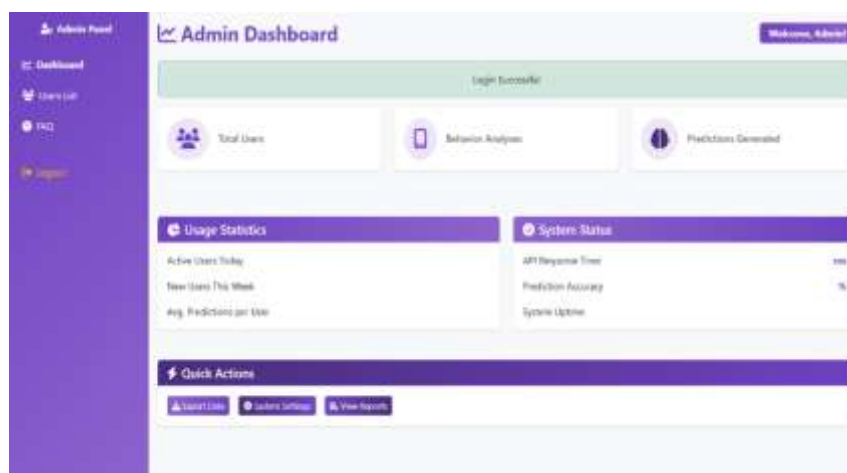 Admin Panel
Admin Dashboard
Welcome, Admin!
Dashboard
Login Successful
Users List
FAQ
Total Users
Behavior Analyses
Predictions Generated
Logout
Usage Statistics
System Status
Active Users Today
API Response Time
ms
New Users This Week
Prediction Accuracy
%
Avg. Predictions per User
System Uptime
Quick Actions
Export Data
System Settings
View Reports